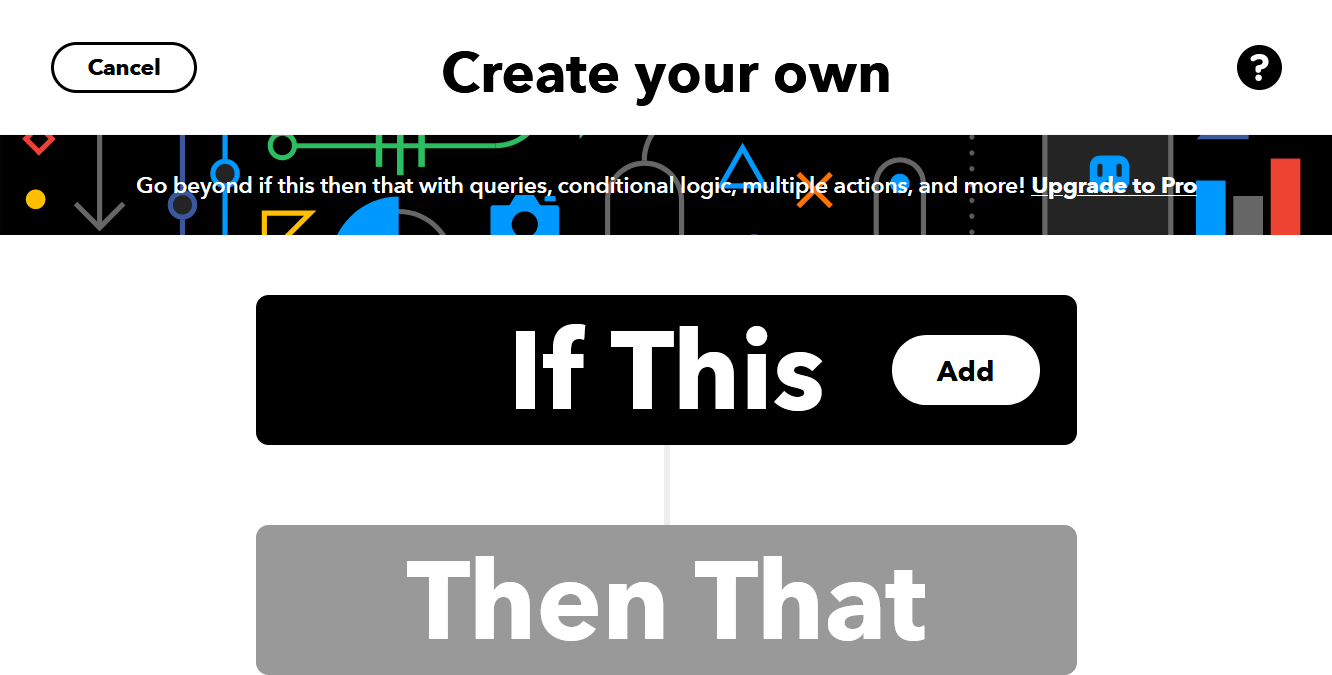 Cancel
Create your own
?
Go beyond if this then that with queries, conditional logic, multiple actions, and more! Upgrade to Pro
If This
Add
Then That